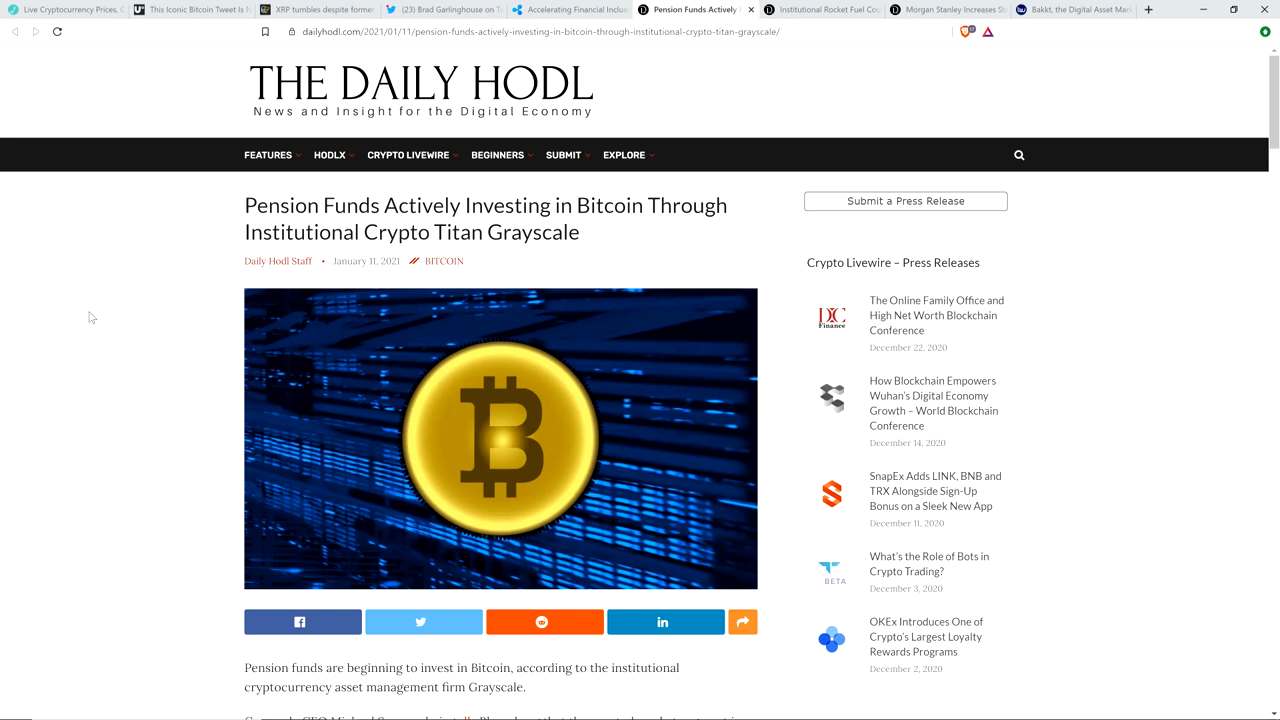 Live Cryptocurrency Prices, C
This Iconic Bitcoin Tweet Is N
XRP tumbles despite former
(23) Brad Garlinghouse on Tw
Accelerating Financial Inclus
Pension Funds Actively I
Institutional Rocket Fuel Cou
Morgan Stanley Increases St
Bakkt, the Digital Asset Mark
dailyhodl.com/2021/01/11/pension-funds-actively-investing-in-bitcoin-through-institutional-crypto-titan-grayscale/
THE DAILY HODL
News and Insight for the Digital Economy
FEATURES HODLX CRYPTO LIVEWIRE BEGINNERS SUBMIT EXPLORE
Pension Funds Actively Investing in Bitcoin Through
Institutional Crypto Titan Grayscale
Daily Hodl Staff • January 11, 2021 // BITCOIN
Pension funds are beginning to invest in Bitcoin, according to the institutional
cryptocurrency asset management firm Grayscale.
Submit a Press Release
Crypto Livewire – Press Releases
The Online Family Office and
High Net Worth Blockchain
Conference
December 22, 2020
How Blockchain Empowers
Wuhan's Digital Economy
Growth – World Blockchain
Conference
December 14, 2020
SnapEx Adds LINK, BNB and
TRX Alongside Sign-Up
Bonus on a Sleek New App
December 11, 2020
What's the Role of Bots in
Crypto Trading?
December 3, 2020
BETA
OKEx Introduces One of
Crypto's Largest Loyalty
Rewards Programs
December 2, 2020